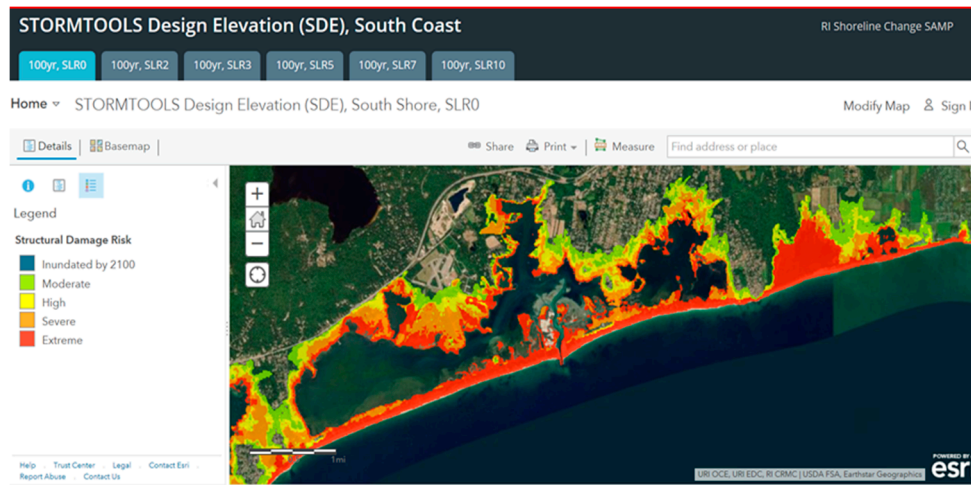 STORMTOOLS Design Elevation (SDE), South Coast
RI Shoreline Change SAMP
100yr, SLR0
100yr, SLR2
100yr, SLR3
100yr, SLR5
100yr, SLR7
100yr, SLR10
Home
STORMTOOLS Design Elevation (SDE), South Shore, SLR0
Modify Map
Sign
Details
Basemap
Share
Print
Measure
Find address or place
Legend
Structural Damage Risk
Inundated by 2100
Moderate
High
Severe
Extreme
1mi
Help
Trust Center
Legal
Contact Esri
Report Abuse
Contact Us
URI OCE, URI EDC, RI CRMC | USDA FSA, Earthstar Geographics
POWERED BY
esr